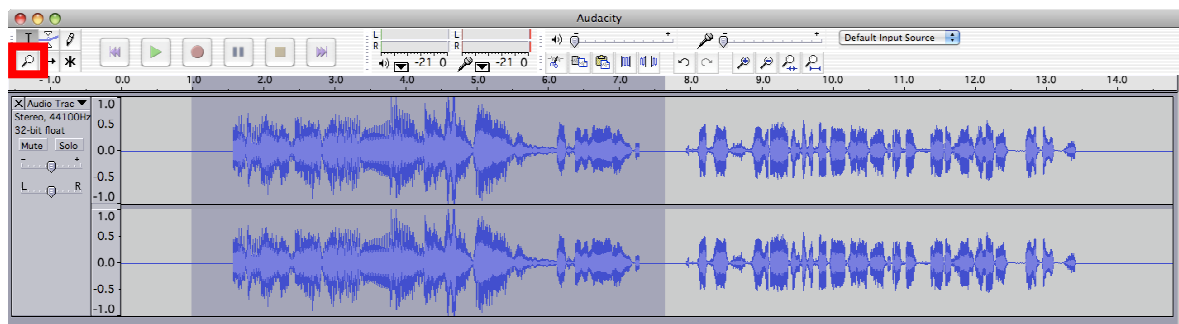 Audacity
L
R
L
R
- +
- +
Default Input Source
-21 0
-21 0
-1.0 0.0 1.0 2.0 3.0 4.0 5.0 6.0 7.0 8.0 9.0 10.0 11.0 12.0 13.0 14.0
X Audio Trac ▼
Stereo, 44100Hz
32-bit float
Mute Solo
- +
L R
1.0
0.5
0.0
-0.5
-1.0
1.0
0.5
0.0
-0.5
-1.0